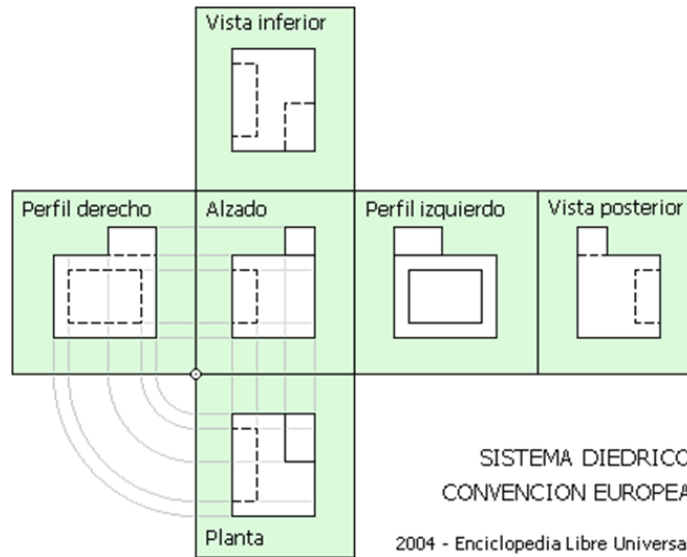 Vista inferior
Perfil derecho
Alzado
Perfil izquierdo
Vista posterior
Planta
SISTEMA DIEDRICO
CONVENCION EUROPEA
2004 - Enciclopedia Libre Universa